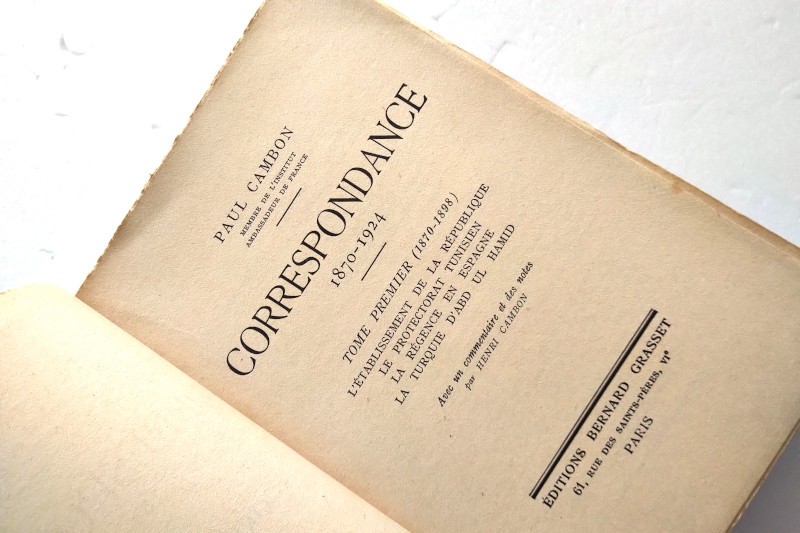 PAUL CAMBON
MEMBRE DE L'INSTITUT
AMBASSADEUR DE FRANCE
CORRESPONDANCE
1870-1924
TOME PREMIER (1870-1898)
L'ÉTABLISSEMENT DE LA RÉPUBLIQUE
LE PROTECTORAT TUNISIEN
LA RÉGENCE EN ESPAGNE
LA TURQUIE D'ABD UL HAMID
Avec un commentaire et des notes
par HENRI CAMBON
ÉDITIONS BERNARD GRASSET
61, RUE DES SAINTS-PÈRES, VIᵉ
PARIS